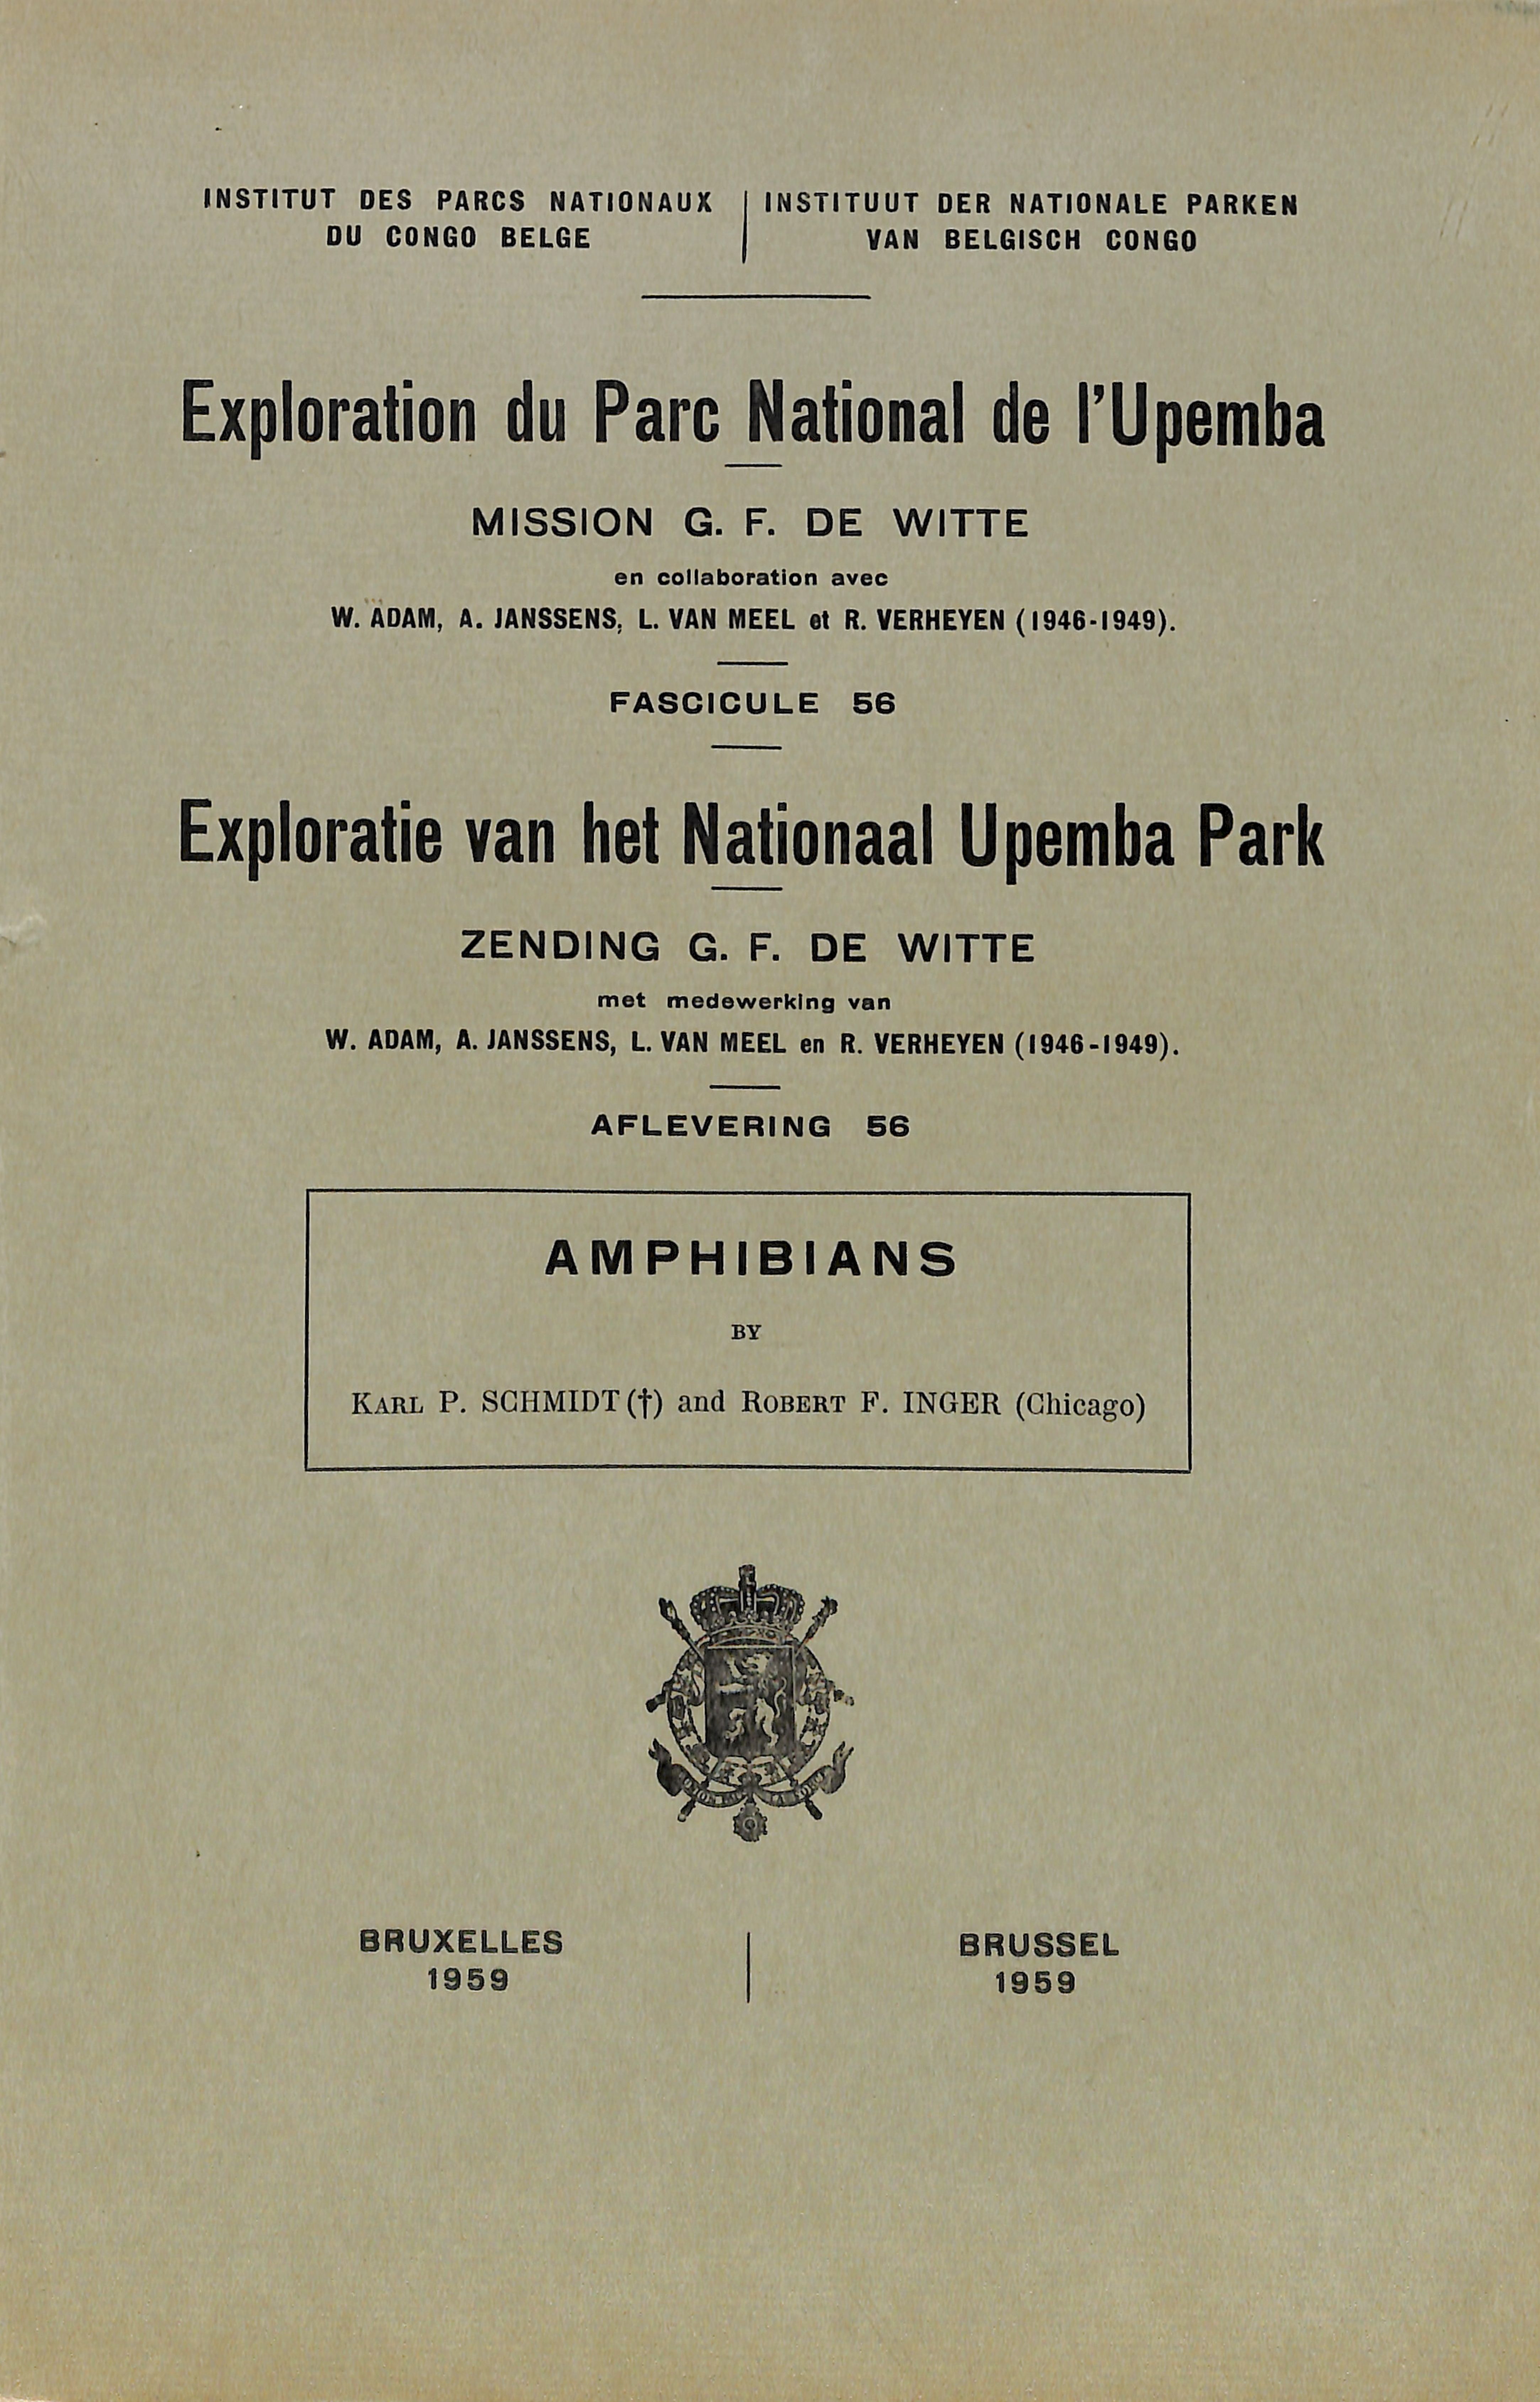 INSTITUT DES PARCS NATIONAUX
DU CONGO BELGE
INSTITUUT DER NATIONALE PARKEN
VAN BELGISCH CONGO
Exploration du Parc National de l'Upemba
MISSION G. F. DE WITTE
en collaboration avec
W. ADAM, A. JANSSENS, L. VAN MEEL et R. VERHEYEN (1946-1949).
FASCICULE 56
Exploratie van het Nationaal Upemba Park
ZENDING G. F. DE WITTE
met medewerking van
W. ADAM, A. JANSSENS, L. VAN MEEL en R. VERHEYEN (1946-1949).
AFLEVERING 56
AMPHIBIANS
BY
KARL P. SCHMIDT (†) and ROBERT F. INGER (Chicago)
BRUXELLES
1959
BRUSSEL
1959